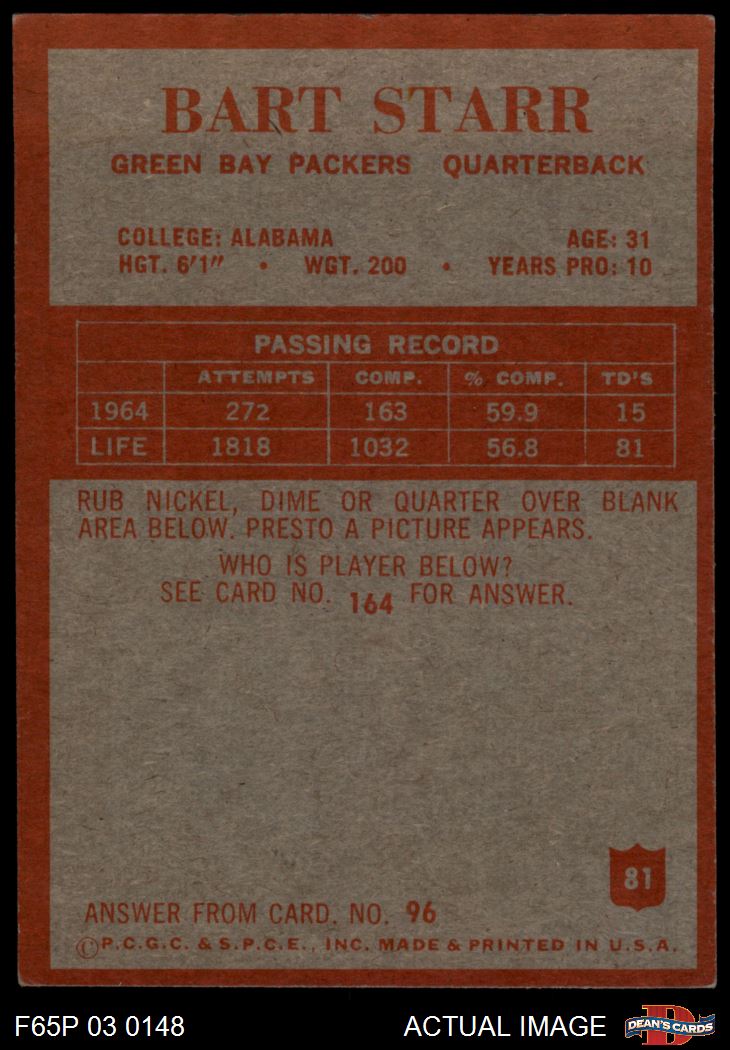 BART STARR
GREEN BAY PACKERS QUARTERBACK
COLLEGE: ALABAMA AGE: 31
HGT. 6'1" • WGT. 200 • YEARS PRO: 10
PASSING RECORD
ATTEMPTS COMP. % COMP. TD'S
1964 272 163 59.9 15
LIFE 1818 1032 56.8 81
RUB NICKEL, DIME OR QUARTER OVER BLANK
AREA BELOW. PRESTO A PICTURE APPEARS.
WHO IS PLAYER BELOW?
SEE CARD NO. 164 FOR ANSWER.
81
ANSWER FROM CARD. NO. 96
©P.C.G.C. & S.P.C.E., INC. MADE & PRINTED IN U.S.A.
F65P 03 0148 ACTUAL IMAGE
D
DEAN'S CARDS